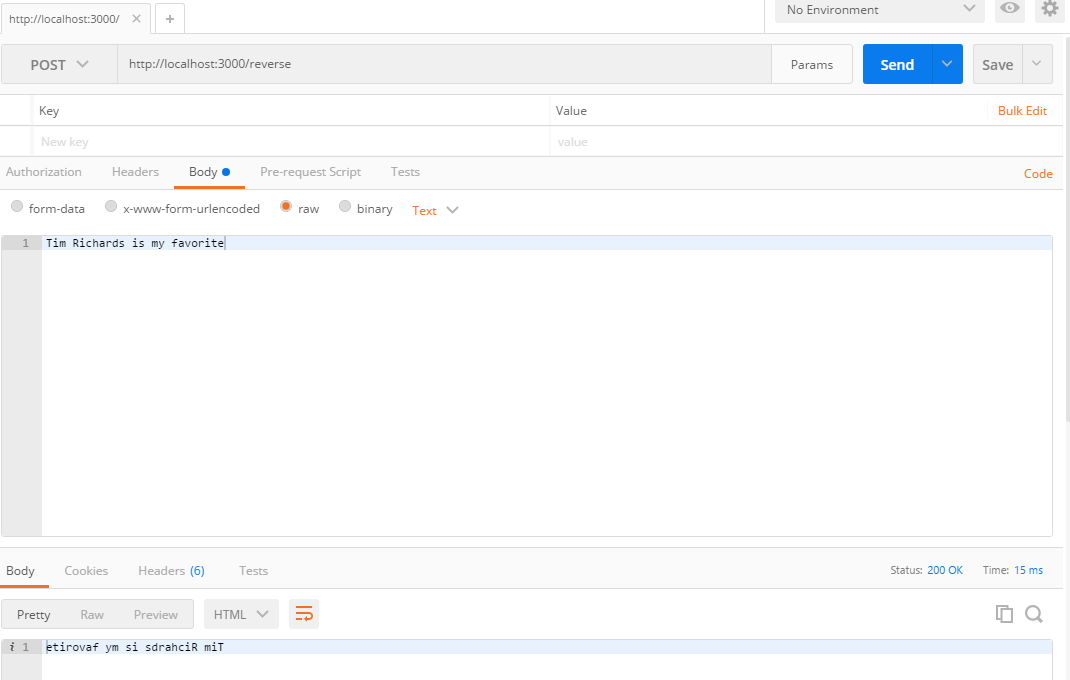 http://localhost:3000/ × +
No Environment
POST http://localhost:3000/reverse Params Send Save
Key Value Bulk Edit
New key value
Authorization Headers Body Pre-request Script Tests Code
form-data x-www-form-urlencoded raw binary Text
1 Tim Richards is my favorite
Body Cookies Headers (6) Tests Status: 200 OK Time: 15 ms
Pretty Raw Preview HTML
i 1 etirovaf ym si sdrahciR miT